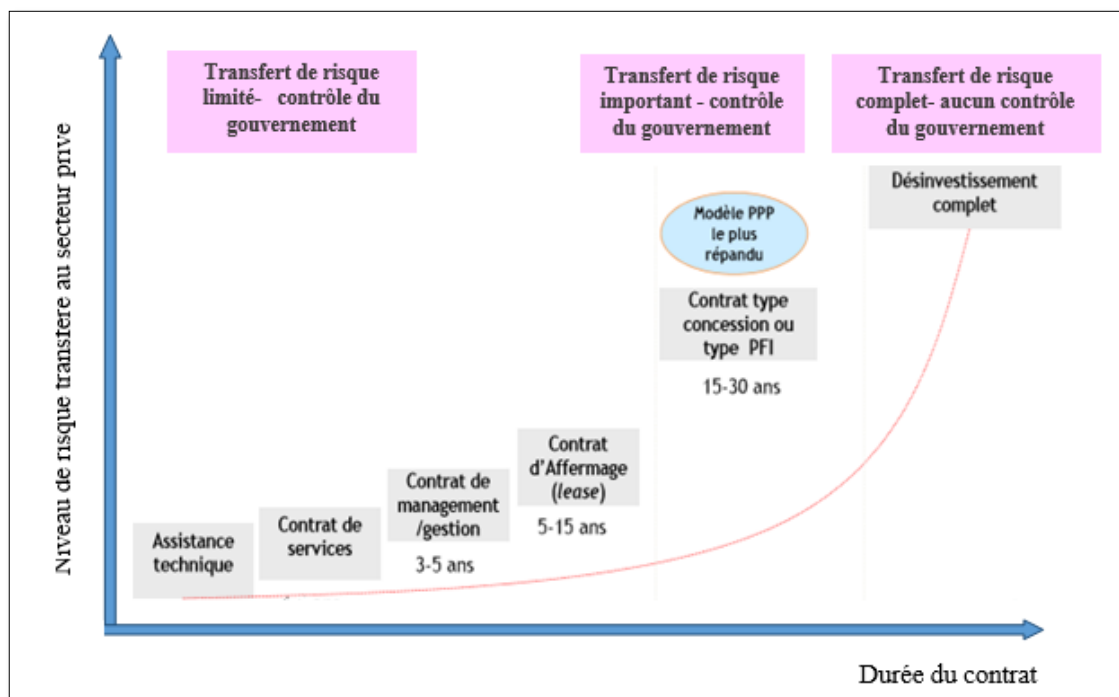 Transfert de risque
limité- contrôle du
gouvernement
Transfert de risque
important - contrôle
du gouvernement
Transfert de risque
complet- aucun contrôle
du gouvernement
Niveau de risque transfere au secteur prive
Désinvestissement
complet
Modèle PPP
le plus
répandu
Contrat type
concession ou
type PFI
15-30 ans
Contrat
d'Affermage
(lease)
5-15 ans
Contrat de
management
/gestion
3-5 ans
Contrat de
services
Assistance
technique
Durée du contrat